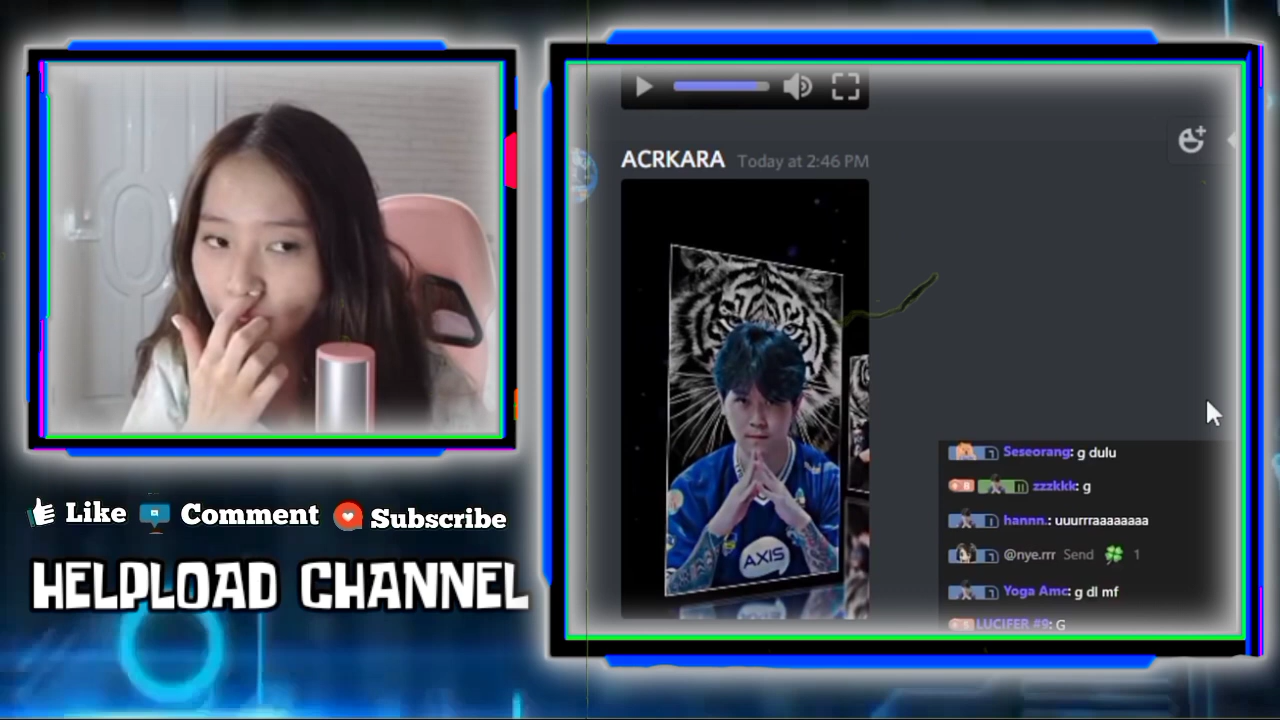 ACRKARA Today at 2:46 PM
AXIS
Seseorang: g dulu
zzzkkk: g
hannn.: uuurrraaaaaaaa
@nye.rrr Send 1
Yoga Amc: g dl mf
LUCIFER #9: G
Like Comment Subscribe
HELPLOAD CHANNEL